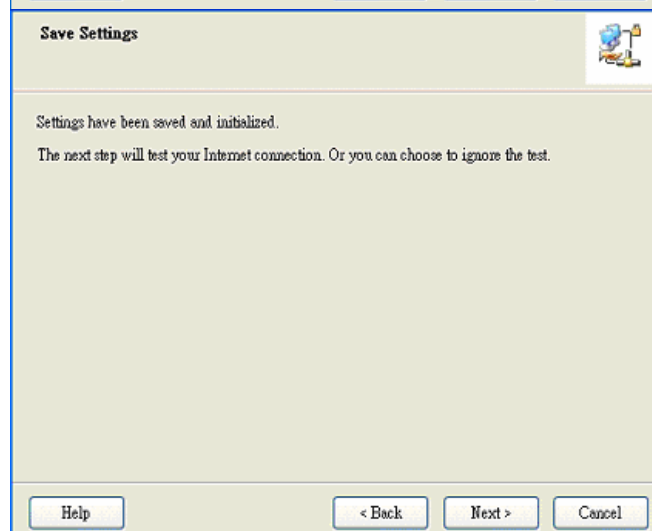 Save Settings
Settings have been saved and initialized.
The next step will test your Internet connection. Or you can choose to ignore the test.
Help
< Back
Next >
Cancel